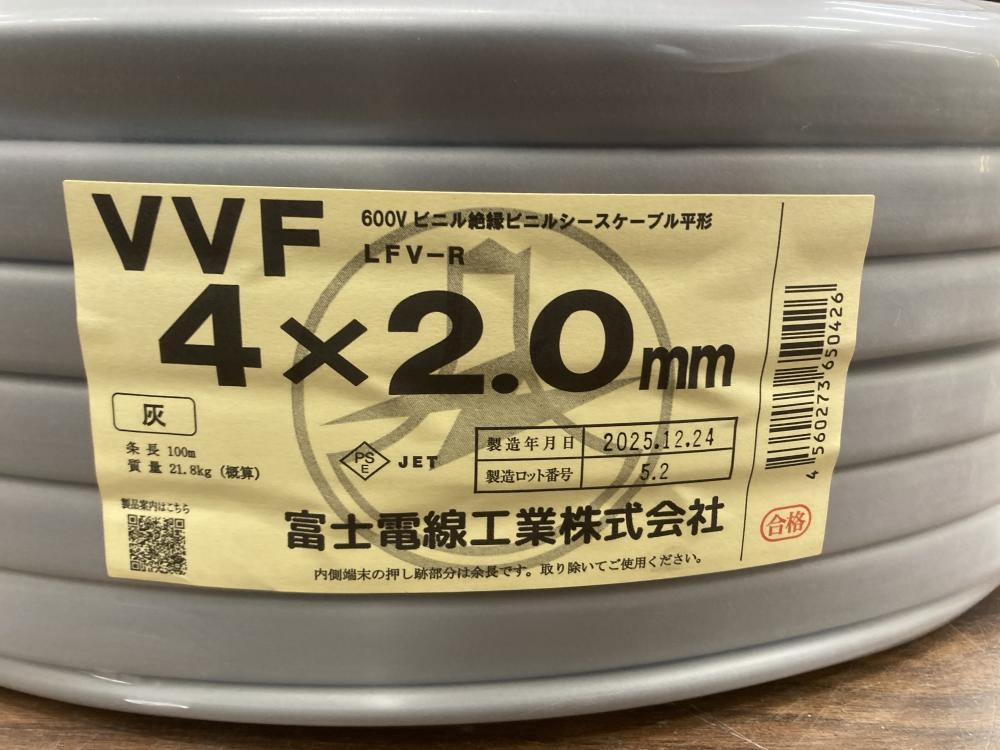 VVF
600V ビニル絶縁ビニルシースケーブル平形
LFV-R
4×2.0mm
灰
条長 100m
質量 21.8kg (概算)
PS
E
JET
製造年月日 2025.12.24
製造ロット番号 5.2
製品案内はこちら
富士電線工業株式会社
内側端末の押し跡部分は余長です。取り除いてご使用ください。
4560273650426
合格